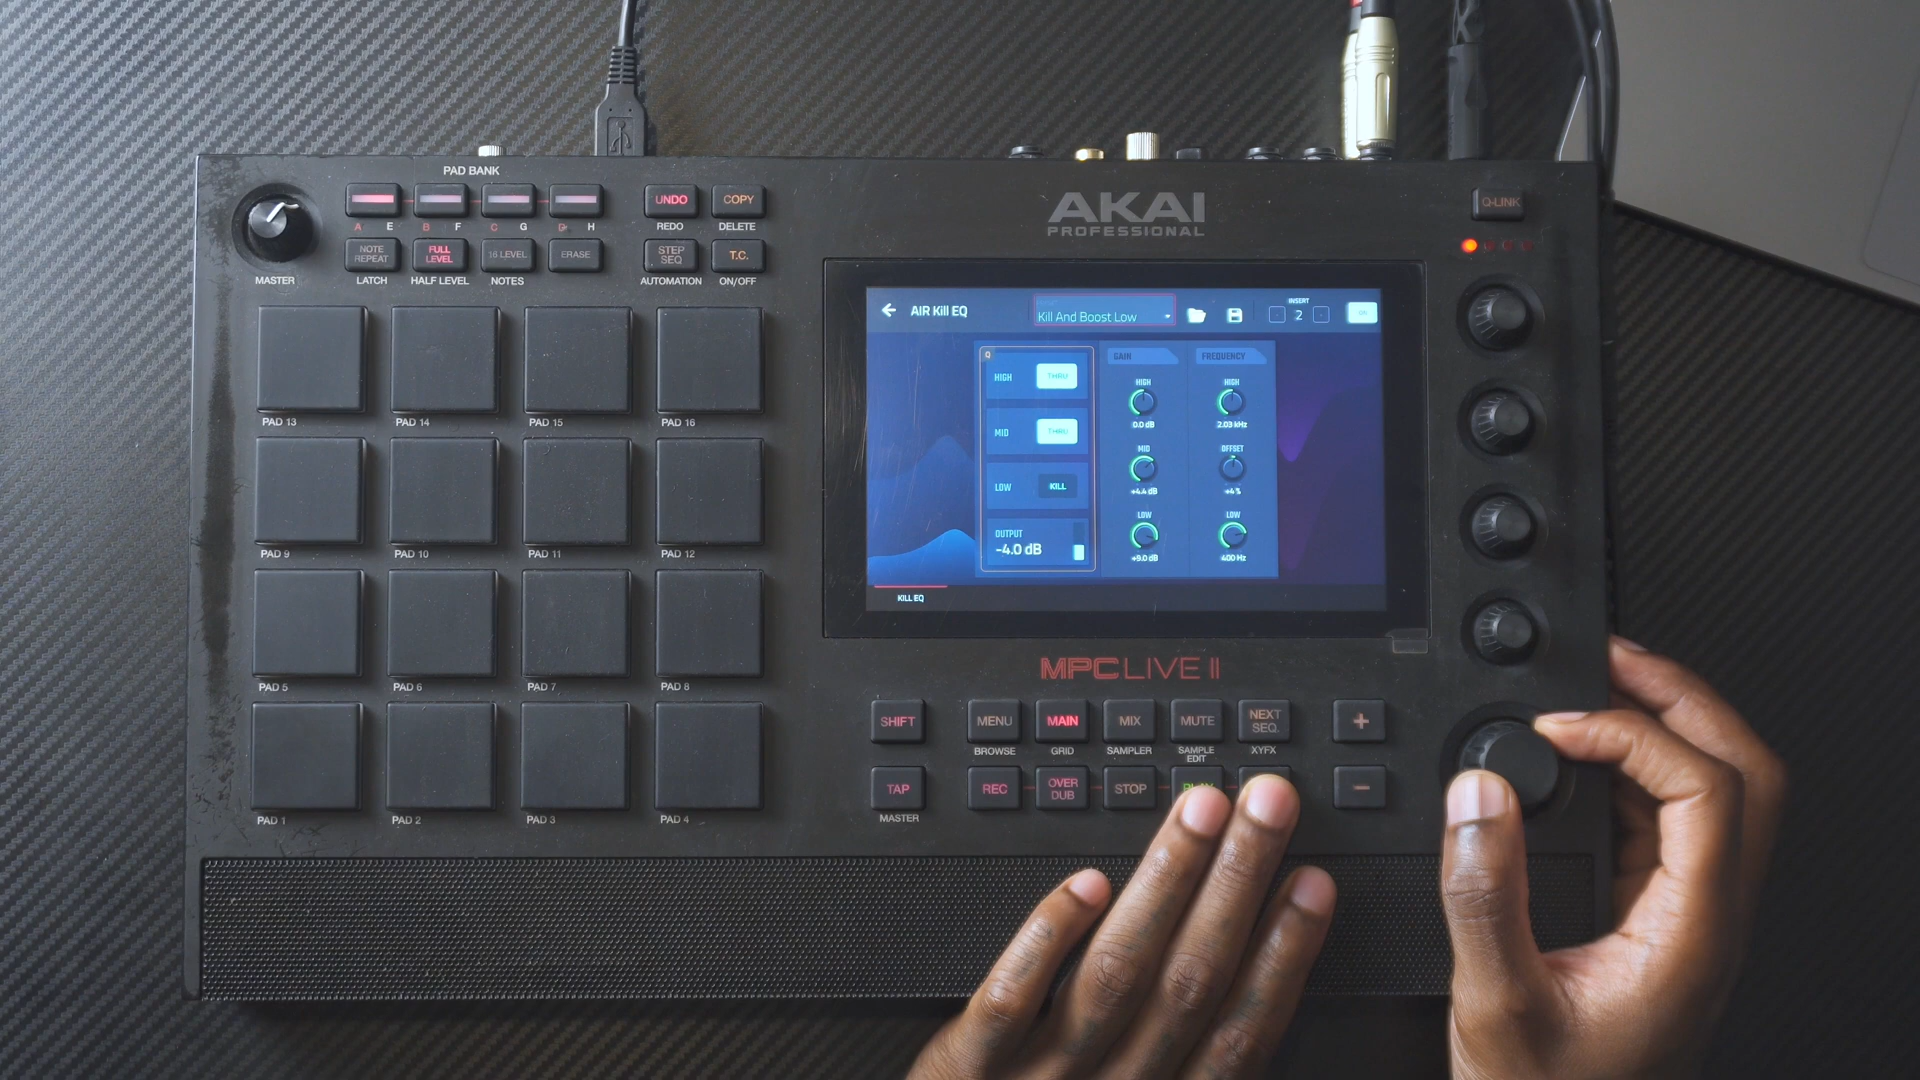 PAD BANK
A E B F C G D H
UNDO COPY
REDO DELETE
NOTE REPEAT
FULL LEVEL
16 LEVEL
ERASE
STEP SEQ
T.C.
MASTER
LATCH HALF LEVEL NOTES
AUTOMATION ON/OFF
AKAI
PROFESSIONAL
Q-LINK
AIR Kill EQ
Kill And Boost Low
INSERT
2
ON
Q
HIGH THRU
MID THRU
LOW KILL
OUTPUT
-4.0 dB
GAIN
HIGH
0.0 dB
MID
+4.4 dB
LOW
+9.0 dB
FREQUENCY
HIGH
2.03 kHz
OFFSET
+4 %
LOW
400 Hz
KILL EQ
PAD 13 PAD 14 PAD 15 PAD 16
PAD 9 PAD 10 PAD 11 PAD 12
PAD 5 PAD 6 PAD 7 PAD 8
PAD 1 PAD 2 PAD 3 PAD 4
MPC LIVE II
SHIFT
MENU MAIN MIX MUTE
NEXT SEQ.
+
BROWSE GRID SAMPLER
SAMPLE EDIT
XYFX
TAP
REC
OVER DUB
STOP
PLAY
-
MASTER